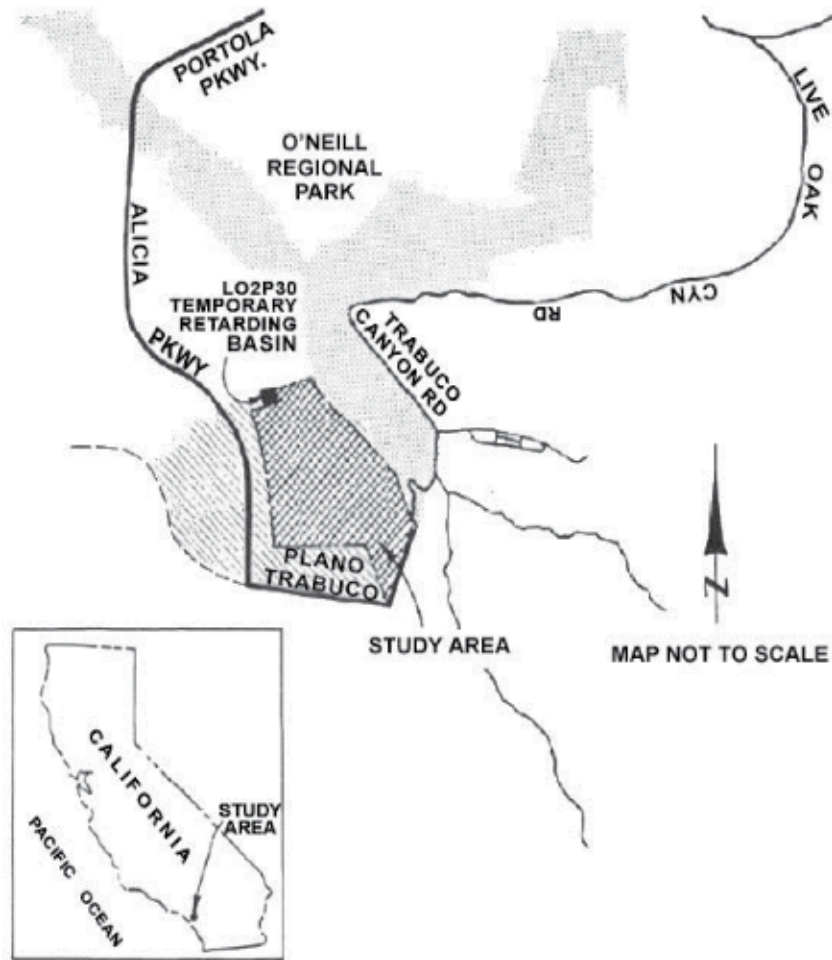 PORTOLA
PKWY.
LIVE
OAK
CYN
RD
O'NEILL
REGIONAL
PARK
ALICIA
PKWY
LO2P30
TEMPORARY
RETARDING
BASIN
TRABUCO
CANYON RD
PLANO
TRABUCO
STUDY AREA
N
MAP NOT TO SCALE
CALIFORNIA
STUDY
AREA
PACIFIC OCEAN